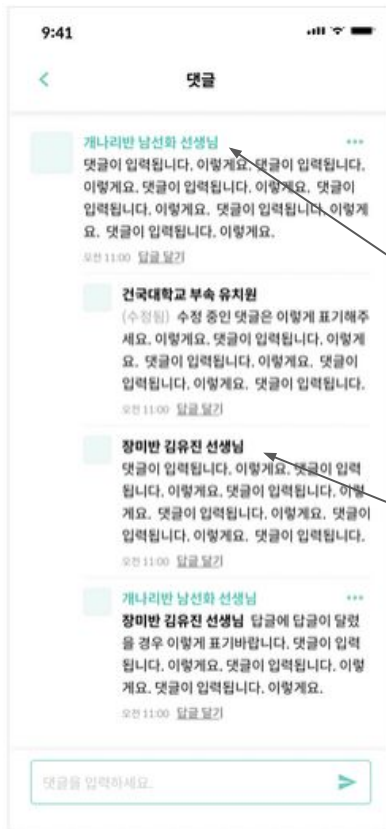 9:41
댓글
개나리반 남선화 선생님
댓글이 입력됩니다. 이렇게요. 댓글이 입력됩니다.
이렇게요. 댓글이 입력됩니다. 이렇게요. 댓글이
입력됩니다. 이렇게요. 댓글이 입력됩니다. 이렇게
요. 댓글이 입력됩니다. 이렇게요.
오전 11:00 답글 달기
건국대학교 부속 유치원
(수정됨) 수정 중인 댓글은 이렇게 표기해주
세요. 이렇게요. 댓글이 입력됩니다. 이렇게
요. 댓글이 입력됩니다. 이렇게요. 댓글이
입력됩니다. 이렇게요. 댓글이 입력됩니다.
오전 11:00 답글 달기
장미반 김유진 선생님
댓글이 입력됩니다. 이렇게요. 댓글이 입력
됩니다. 이렇게요. 댓글이 입력됩니다. 이렇
게요. 댓글이 입력됩니다. 이렇게요. 댓글이
입력됩니다. 이렇게요. 댓글이 입력됩니다.
오전 11:00 답글 달기
개나리반 남선화 선생님
장미반 김유진 선생님 답글에 답글이 달렸
을 경우 이렇게 표기바랍니다. 댓글이 입력
됩니다. 이렇게요. 댓글이 입력됩니다. 이렇
게요. 댓글이 입력됩니다. 이렇게요.
오전 11:00 답글 달기
댓글을 입력하세요.